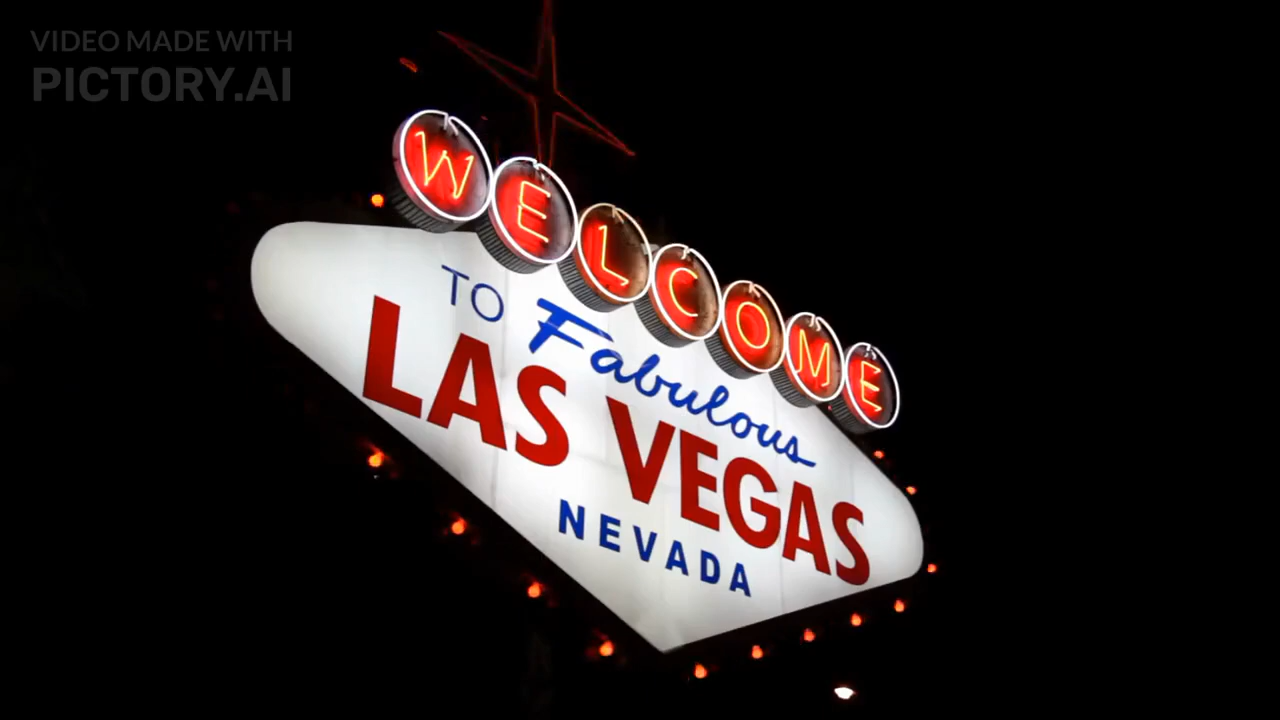 VIDEO MADE WITH
PICTORY.AI
WELCOME
TO Fabulous
LAS VEGAS
NEVADA